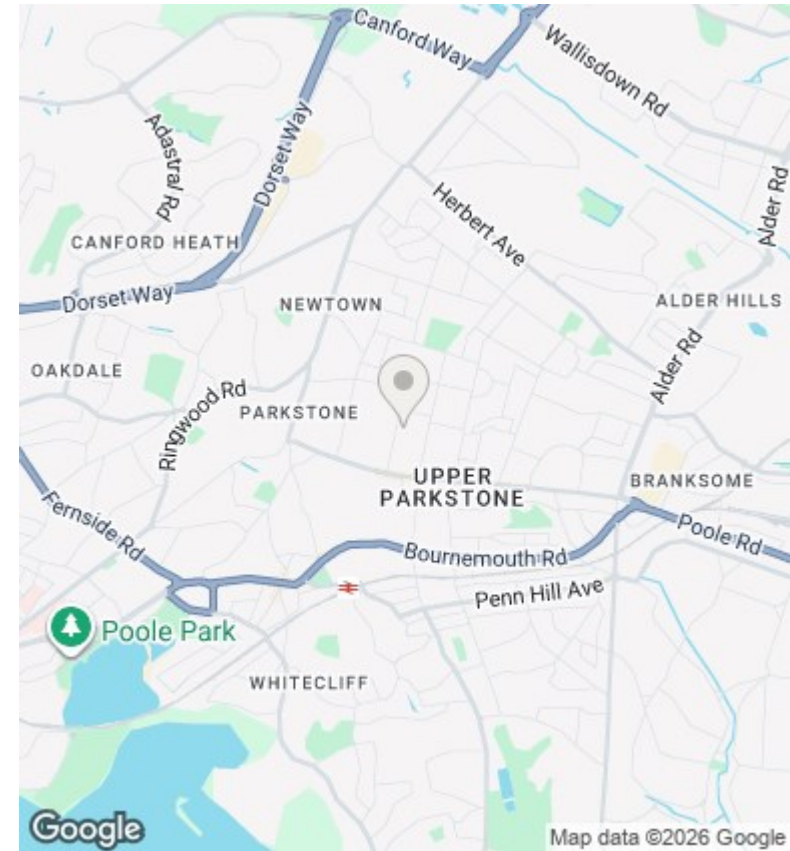 Canford Way
Wallisdown Rd
Adastral Rd
Dorset Way
Herbert Ave
Alder Rd
CANFORD HEATH
Dorset Way
NEWTOWN
ALDER HILLS
OAKDALE
Alder Rd
Ringwood Rd
PARKSTONE
UPPER
PARKSTONE
BRANKSOME
Fernside Rd
Poole Rd
Bournemouth Rd
Penn Hill Ave
Poole Park
WHITECLIFF
Google
Map data ©2026 Google